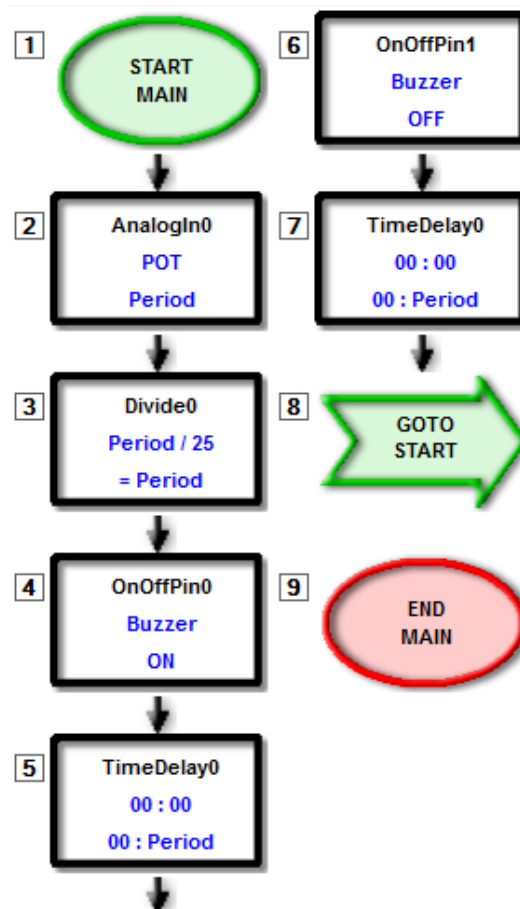 1
START
MAIN
2
AnalogIn0
POT
Period
3
Divide0
Period / 25
= Period
4
OnOffPin0
Buzzer
ON
5
TimeDelay0
00 : 00
00 : Period
6
OnOffPin1
Buzzer
OFF
7
TimeDelay0
00 : 00
00 : Period
8
GOTO
START
9
END
MAIN